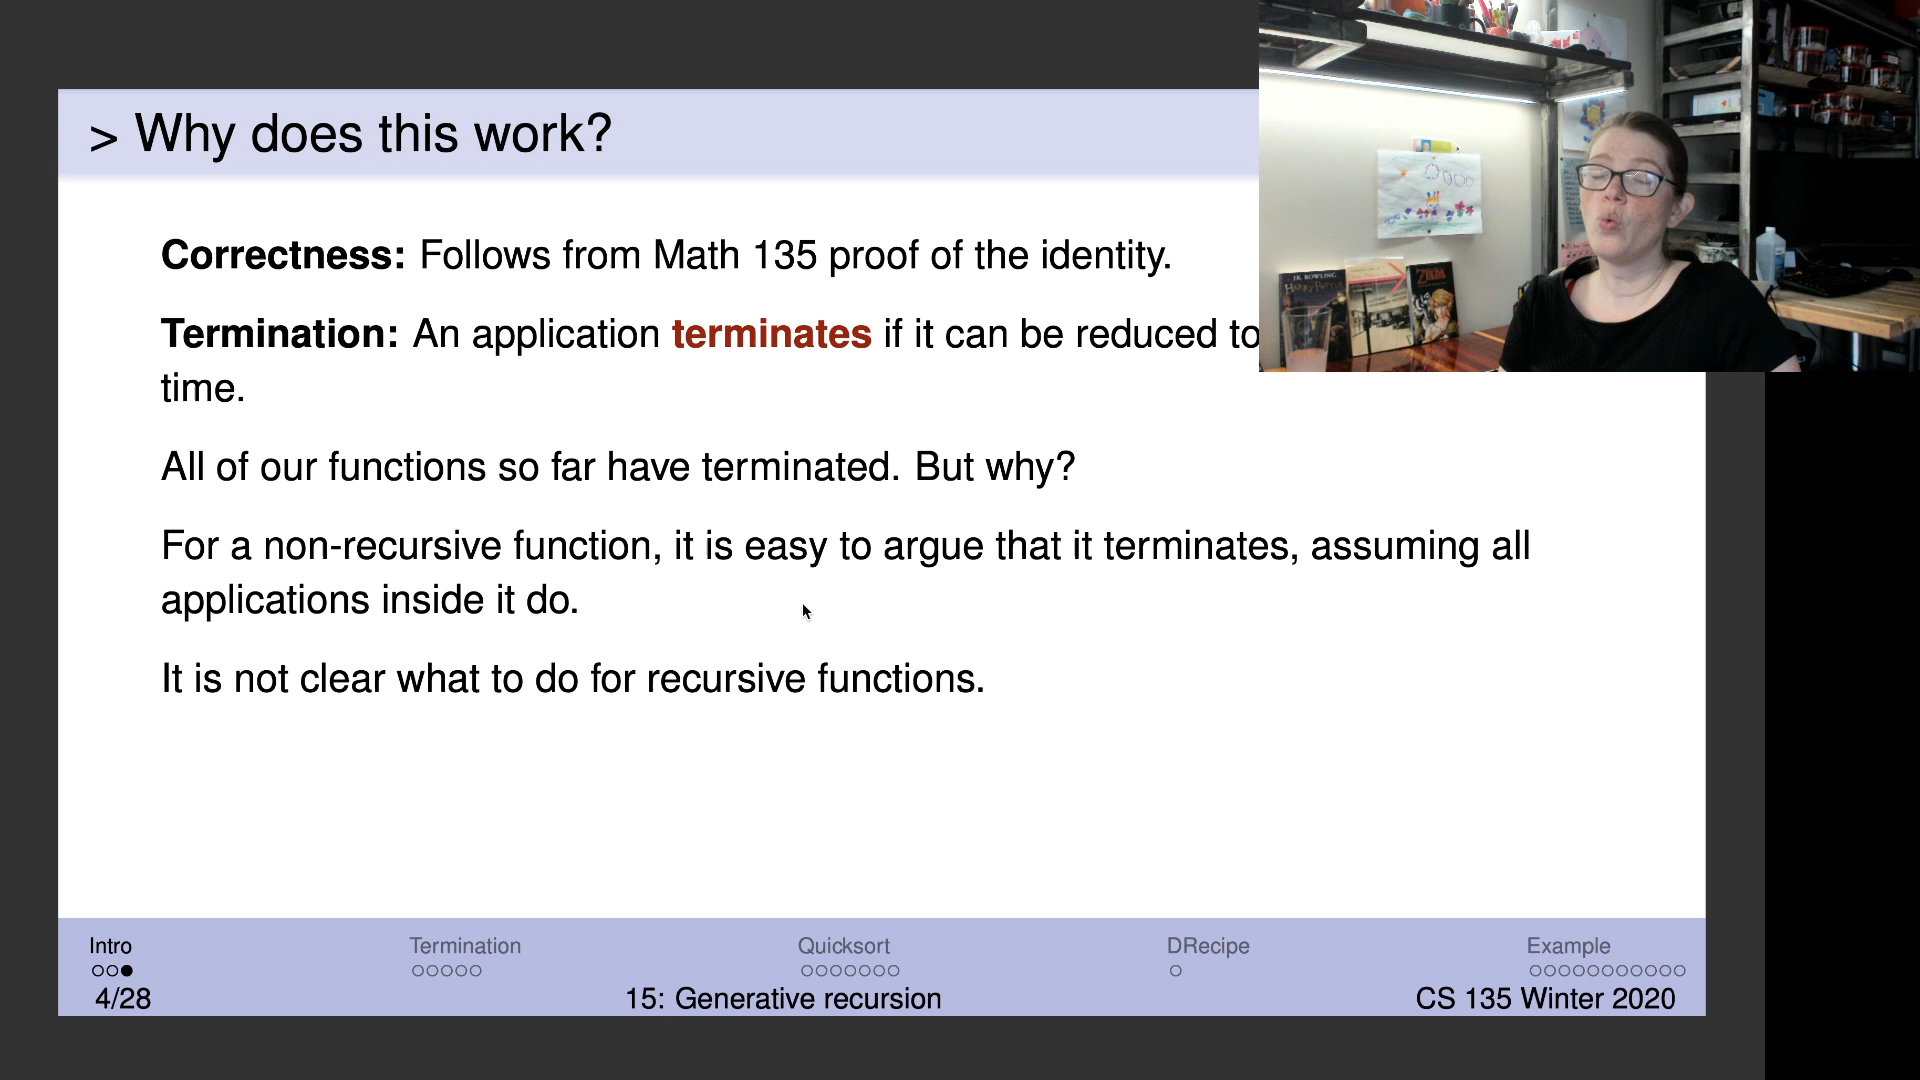 > Why does this work?
Correctness: Follows from Math 135 proof of the identity.
Termination: An application terminates if it can be reduced to
time.
All of our functions so far have terminated. But why?
For a non-recursive function, it is easy to argue that it terminates, assuming all
applications inside it do.
It is not clear what to do for recursive functions.
J.K. ROWLING
HARRY POTTER
ZELDA
Intro
Termination
Quicksort
DRecipe
Example
4/28
15: Generative recursion
CS 135 Winter 2020